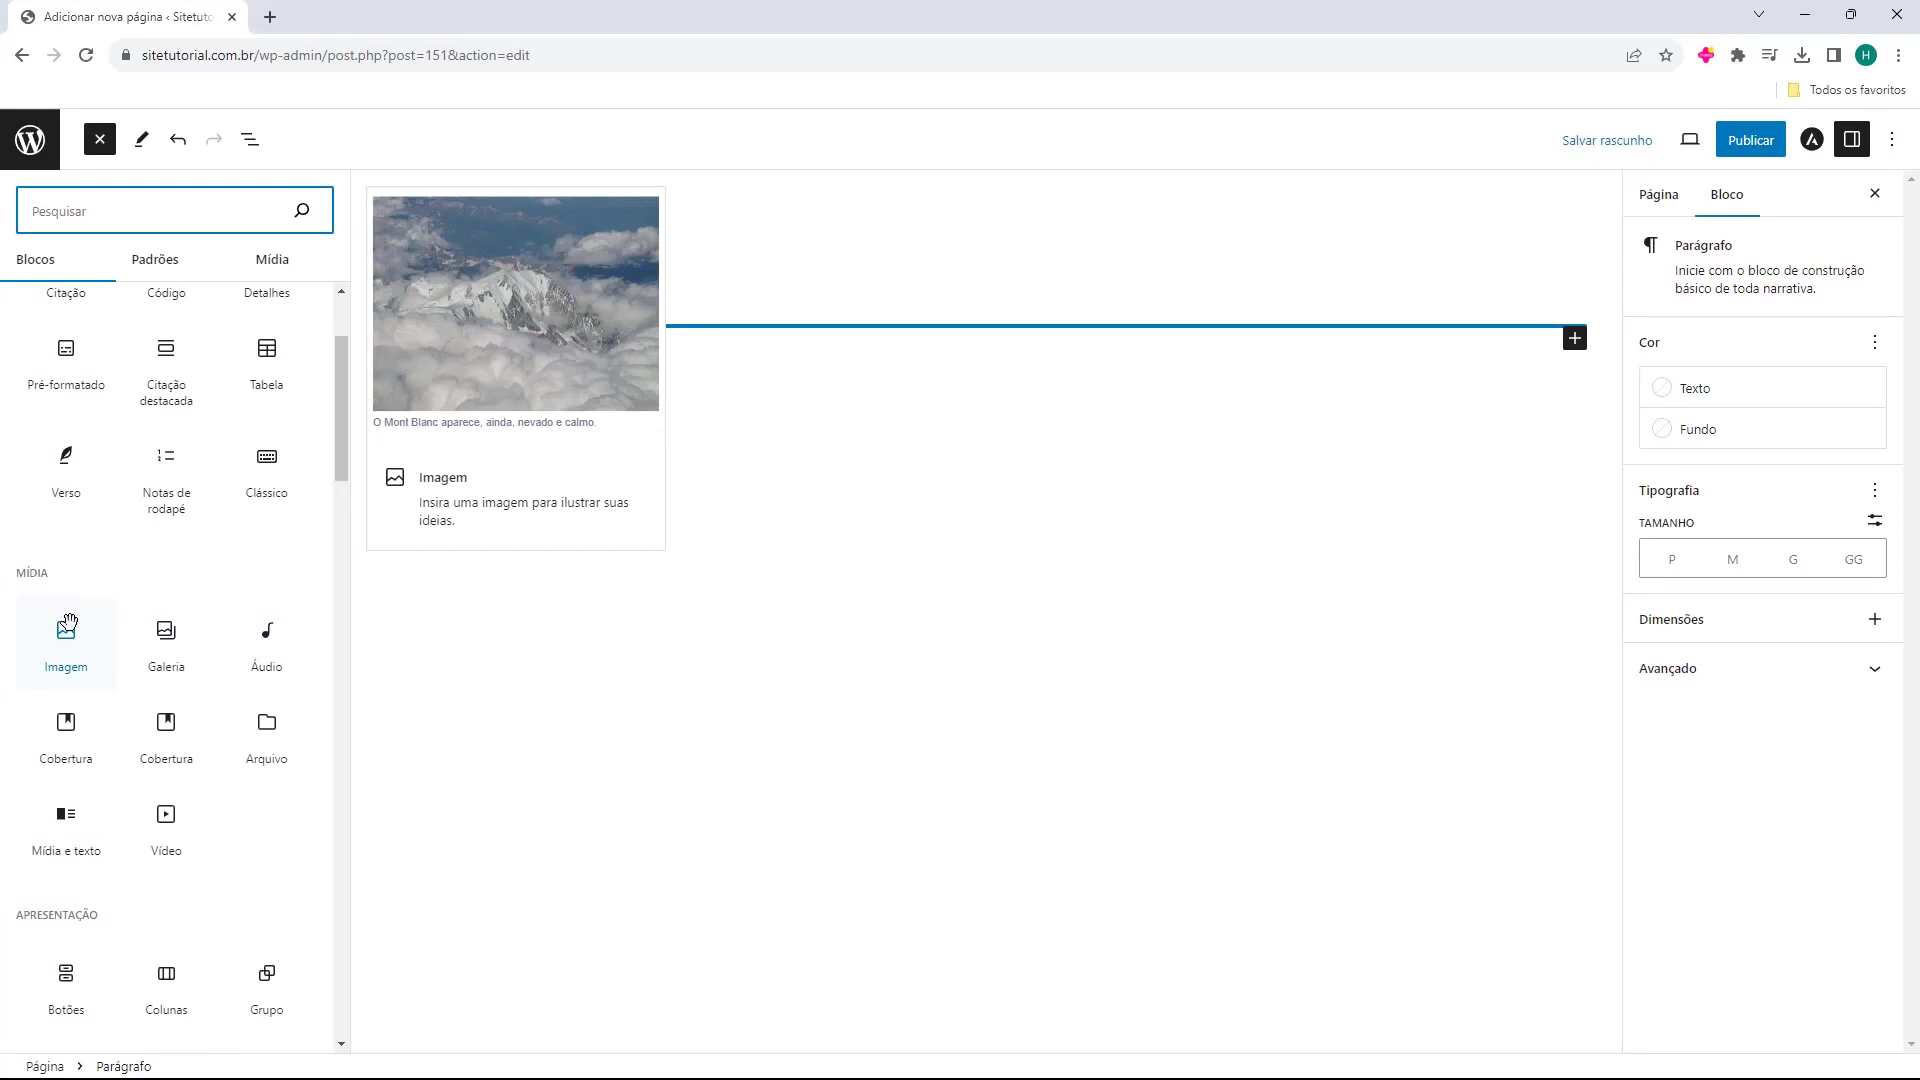 Adicionar nova página ‹ Sitetuto
sitetutorial.com.br/wp-admin/post.php?post=151&action=edit
H
Todos os favoritos
Salvar rascunho
Publicar
Pesquisar
Blocos
Padrões
Mídia
Citação
Código
Detalhes
Pré-formatado
Citação
destacada
Tabela
Verso
Notas de
rodapé
Clássico
MÍDIA
Imagem
Galeria
Áudio
Cobertura
Cobertura
Arquivo
Mídia e texto
Vídeo
APRESENTAÇÃO
Botões
Colunas
Grupo
O Mont Blanc aparece, ainda, nevado e calmo.
Imagem
Insira uma imagem para ilustrar suas
ideias.
Página
Bloco
Parágrafo
Inicie com o bloco de construção
básico de toda narrativa.
Cor
Texto
Fundo
Tipografia
TAMANHO
P
M
G
GG
Dimensões
Avançado
Página
Parágrafo